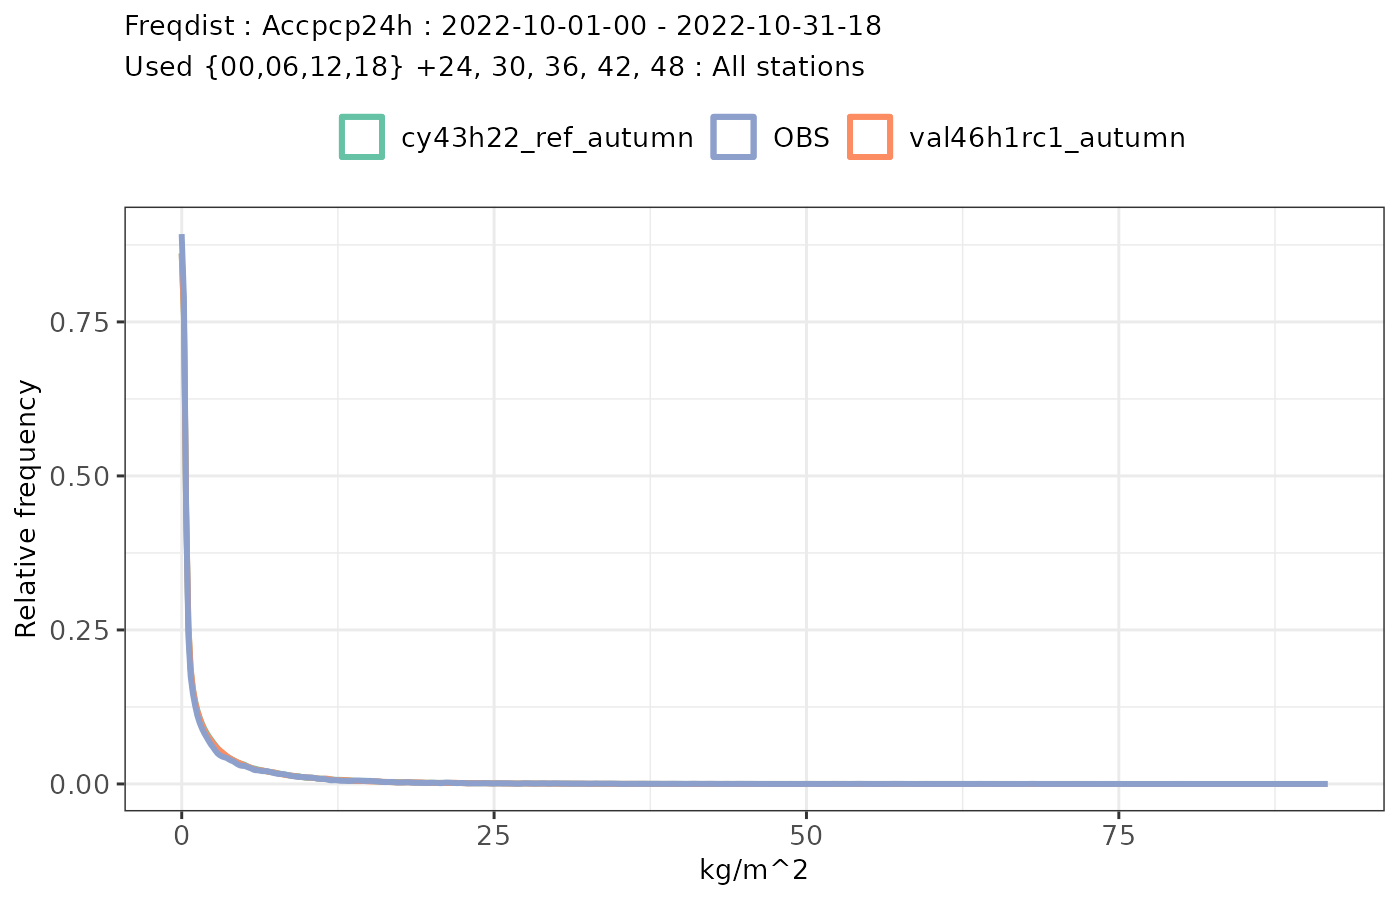 Freqdist : Accpcp24h : 2022-10-01-00 - 2022-10-31-18
Used {00,06,12,18} +24, 30, 36, 42, 48 : All stations
cy43h22_ref_autumn OBS val46h1rc1_autumn
Relative frequency
0.75
0.50
0.25
0.00
0 25 50 75
kg/m^2